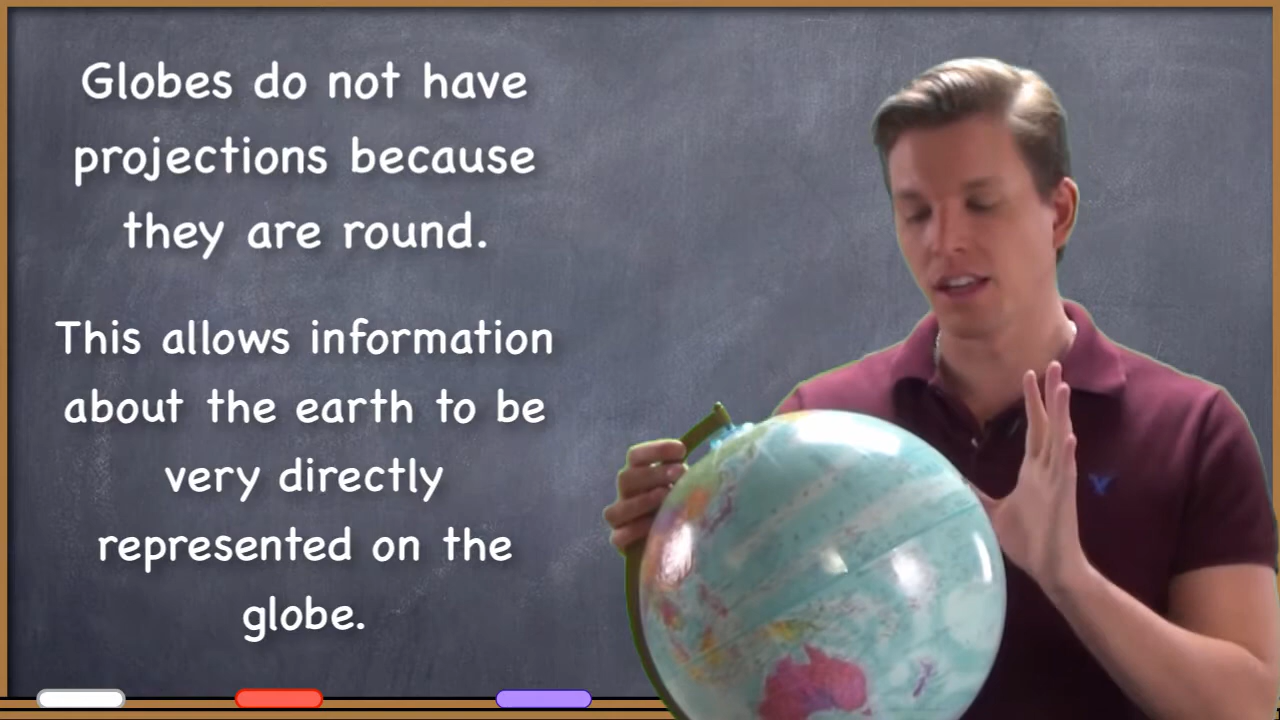 Globes do not have
projections because
they are round.
This allows information
about the earth to be
very directly
represented on the
globe.